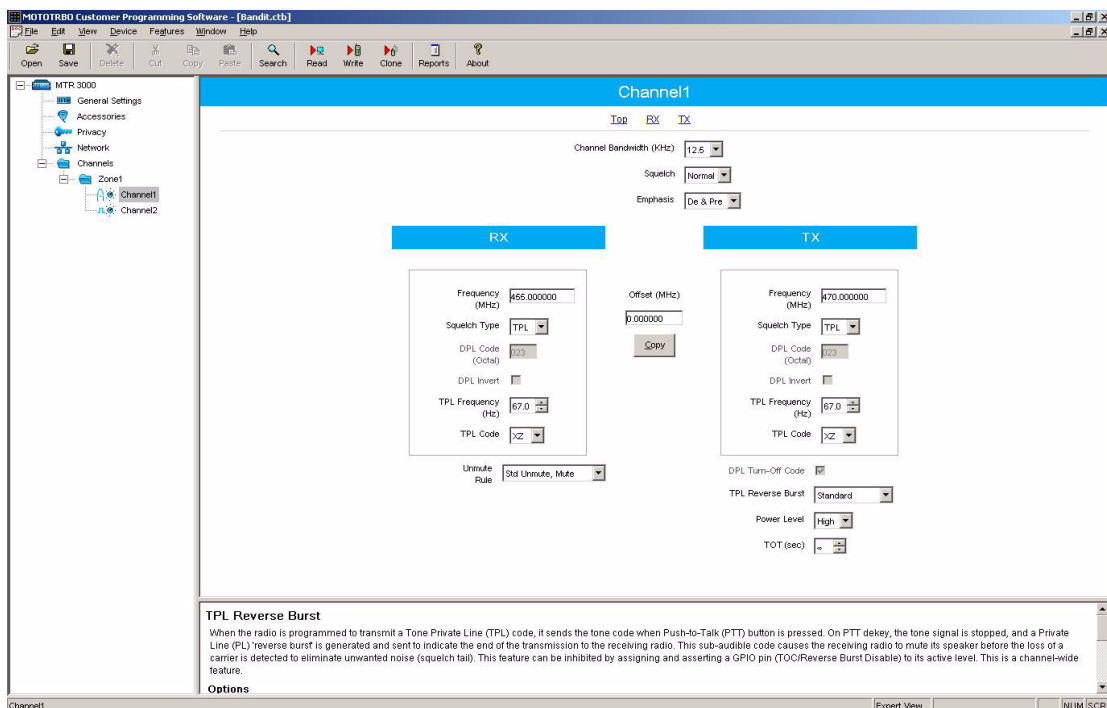 MOTOTRBO Customer Programming Software - [Bandit.ctb]
File Edit View Device Features Window Help
Open Save Delete Cut Copy Paste Search Read Write Clone Reports About
MTR 3000
General Settings
Accessories
Privacy
Network
Channels
Zone1
Channel1
Channel2
Channel1
Top RX TX
Channel Bandwidth (KHz) 12.5
Squelch Normal
Emphasis De & Pre
RX
Frequency (MHz) 455.000000
Squelch Type TPL
DPL Code (Octal) 023
DPL Invert
TPL Frequency (Hz) 67.0
TPL Code XZ
Unmute Rule Std Unmute, Mute
Offset (MHz)
0.000000
Copy
TX
Frequency (MHz) 470.000000
Squelch Type TPL
DPL Code (Octal) 023
DPL Invert
TPL Frequency (Hz) 67.0
TPL Code XZ
DPL Turn-Off Code
TPL Reverse Burst Standard
Power Level High
TOT (sec) ∞
TPL Reverse Burst
When the radio is programmed to transmit a Tone Private Line (TPL) code, it sends the tone code when Push-to-Talk (PTT) button is pressed. On PTT dekey, the tone signal is stopped, and a Private
Line (PL) 'reverse burst' is generated and sent to indicate the end of the transmission to the receiving radio. This sub-audible code causes the receiving radio to mute its speaker before the loss of a
carrier is detected to eliminate unwanted noise (squelch tail). This feature can be inhibited by assigning and asserting a GPIO pin (TOC/Reverse Burst Disable) to its active level. This is a channel-wide
feature.
Options
Channel1 Expert View NUM SCR